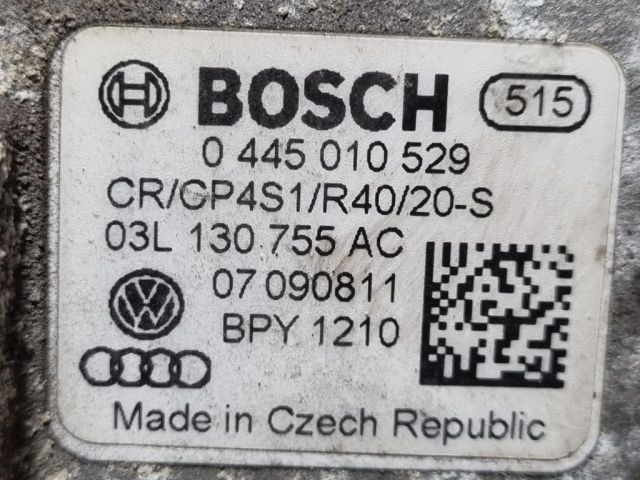 BOSCH 515
0 445 010 529
CR/CP4S1/R40/20-S
03L 130 755 AC
07 090811
BPY 1210
Made in Czech Republic